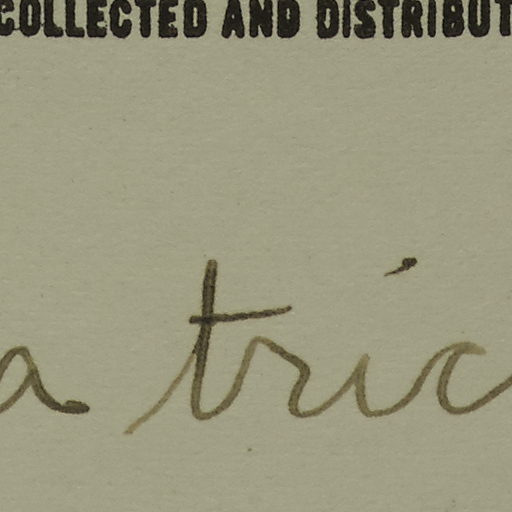 COLLECTED AND DISTRIBUT
a tric